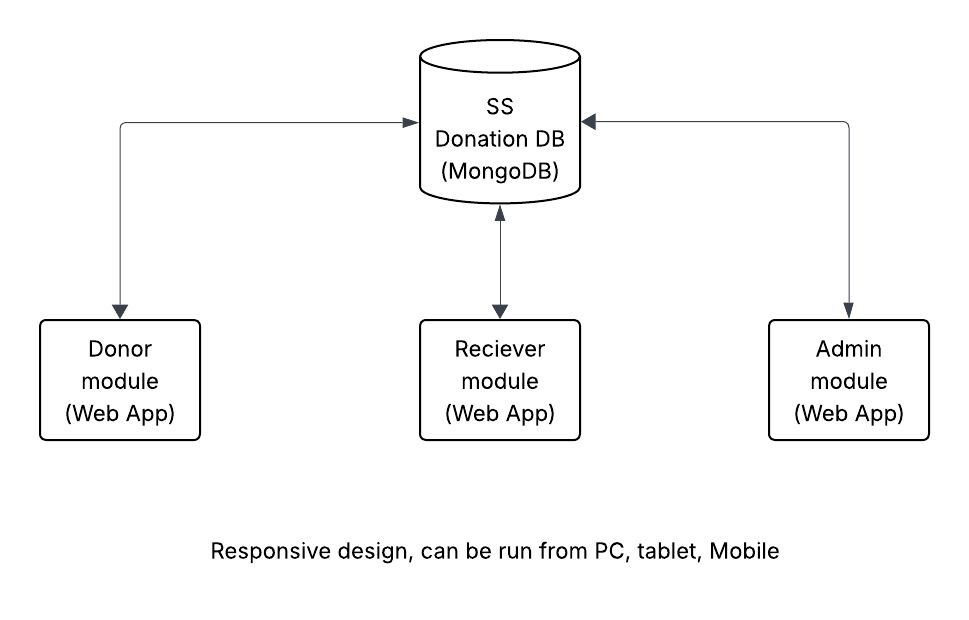 SS
Donation DB
(MongoDB)
Donor
module
(Web App)
Reciever
module
(Web App)
Admin
module
(Web App)
Responsive design, can be run from PC, tablet, Mobile